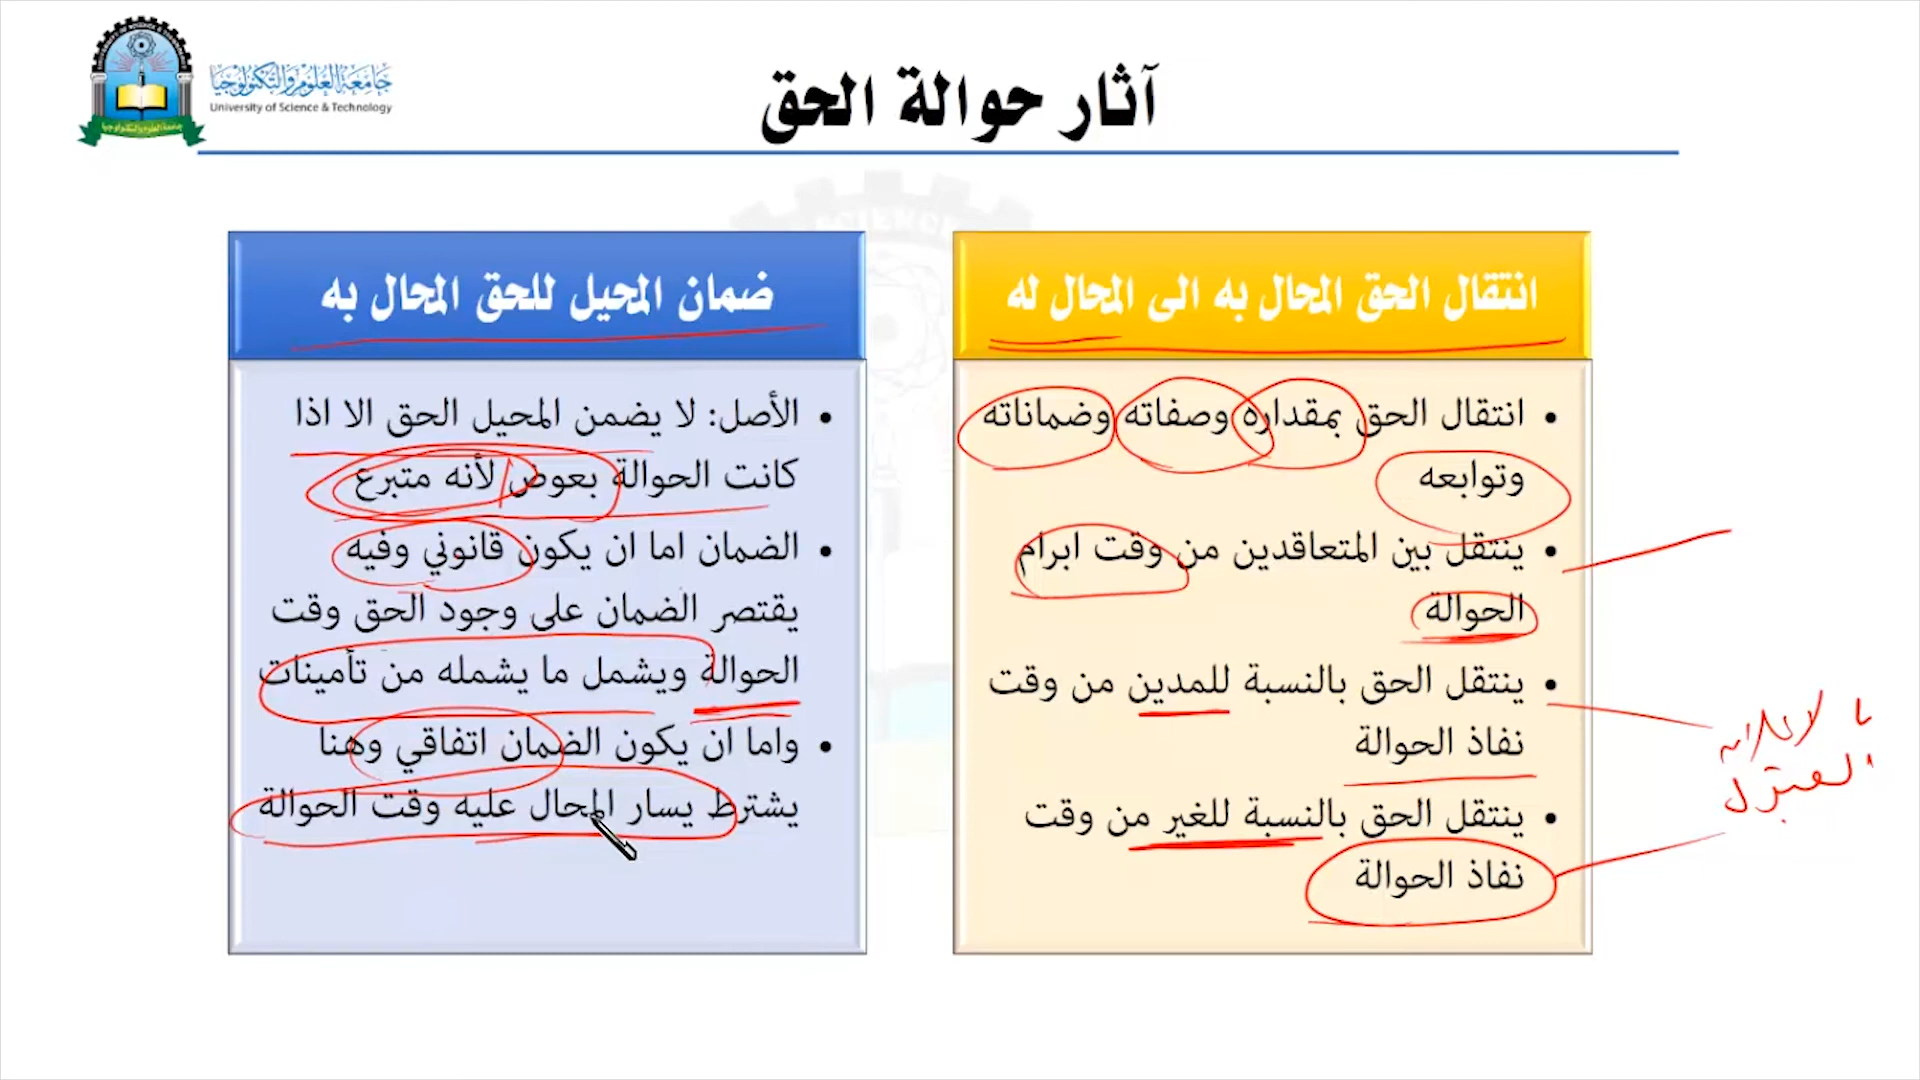 جامعة العلوم والتكنولوجيا
University of Science & Technology
آثار حوالة الحق
انتقال الحق المحال به الى المحال له
• انتقال الحق بمقداره وصفاته وضماناته
وتوابعه
• ينتقل بين المتعاقدين من وقت ابرام
الحوالة
• ينتقل الحق بالنسبة للمدين من وقت
نفاذ الحوالة
• ينتقل الحق بالنسبة للغير من وقت
نفاذ الحوالة
ضمان المحيل للحق المحال به
• الأصل: لا يضمن المحيل الحق الا اذا
كانت الحوالة بعوض لأنه متبرع
• الضمان اما ان يكون قانوني وفيه
يقتصر الضمان على وجود الحق وقت
الحوالة ويشمل ما يشمله من تأمينات
• واما ان يكون الضمان اتفاقي وهنا
يشترط يسار المحال عليه وقت الحوالة